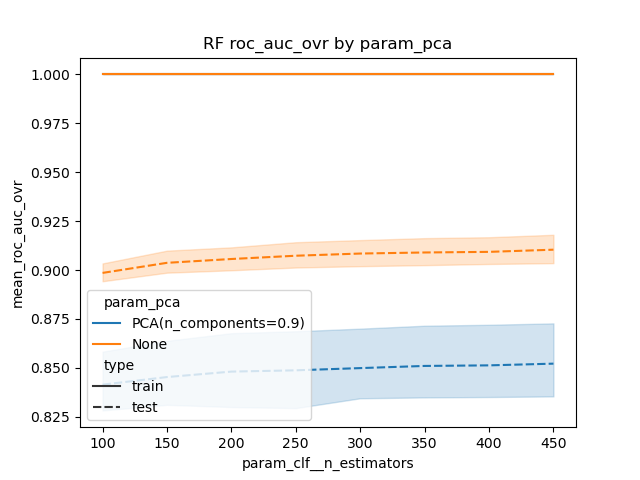 RF roc_auc_ovr by param_pca
mean_roc_auc_ovr
1.000
0.975
0.950
0.925
0.900
0.875
0.850
0.825
param_pca
PCA(n_components=0.9)
None
type
train
test
100
150
200
250
300
350
400
450
param_clf__n_estimators